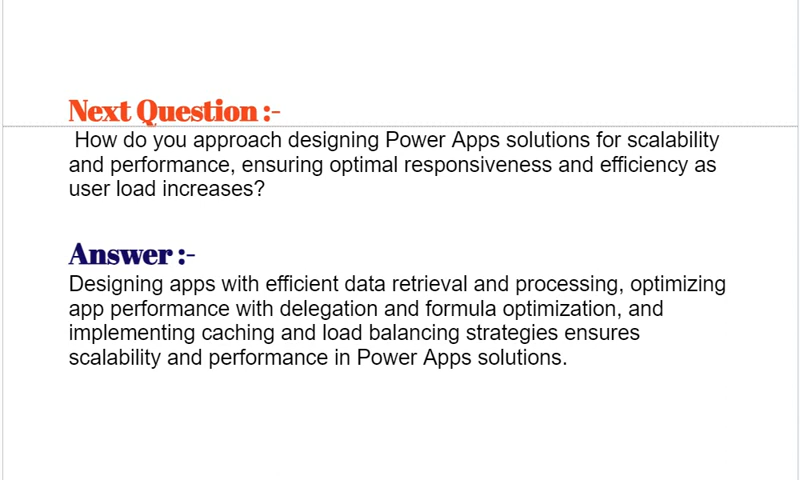 Next Question :-
How do you approach designing Power Apps solutions for scalability
and performance, ensuring optimal responsiveness and efficiency as
user load increases?
Answer :-
Designing apps with efficient data retrieval and processing, optimizing
app performance with delegation and formula optimization, and
implementing caching and load balancing strategies ensures
scalability and performance in Power Apps solutions.